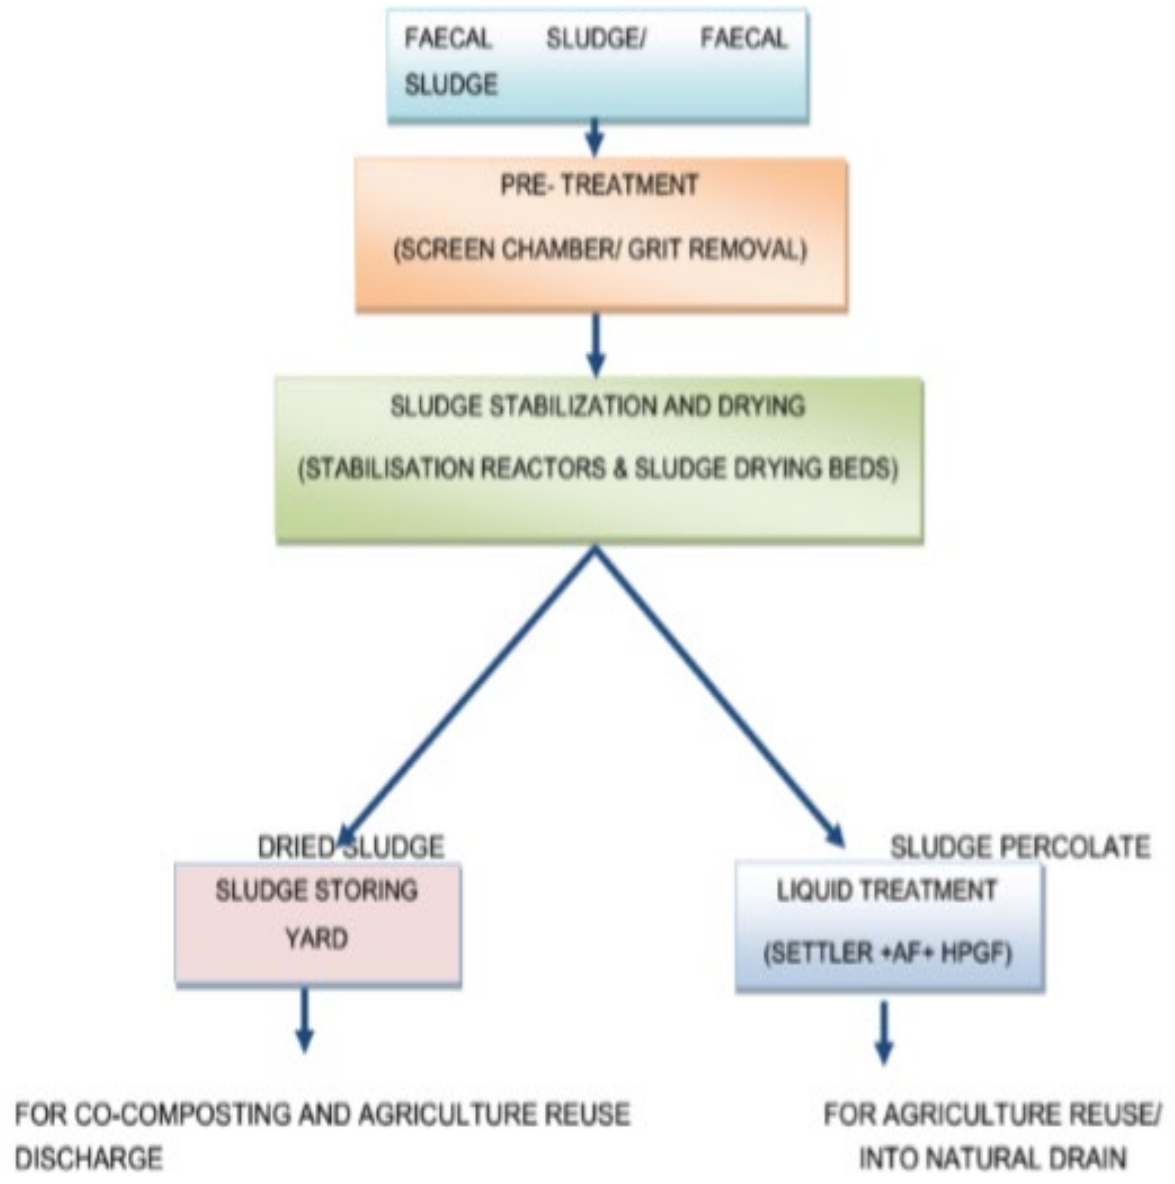 FAECAL SLUDGE/ FAECAL
SLUDGE
PRE- TREATMENT
(SCREEN CHAMBER/ GRIT REMOVAL)
SLUDGE STABILIZATION AND DRYING
(STABILISATION REACTORS & SLUDGE DRYING BEDS)
DRIED SLUDGE
SLUDGE STORING
YARD
SLUDGE PERCOLATE
LIQUID TREATMENT
(SETTLER +AF+ HPGF)
FOR CO-COMPOSTING AND AGRICULTURE REUSE
DISCHARGE
FOR AGRICULTURE REUSE/
INTO NATURAL DRAIN